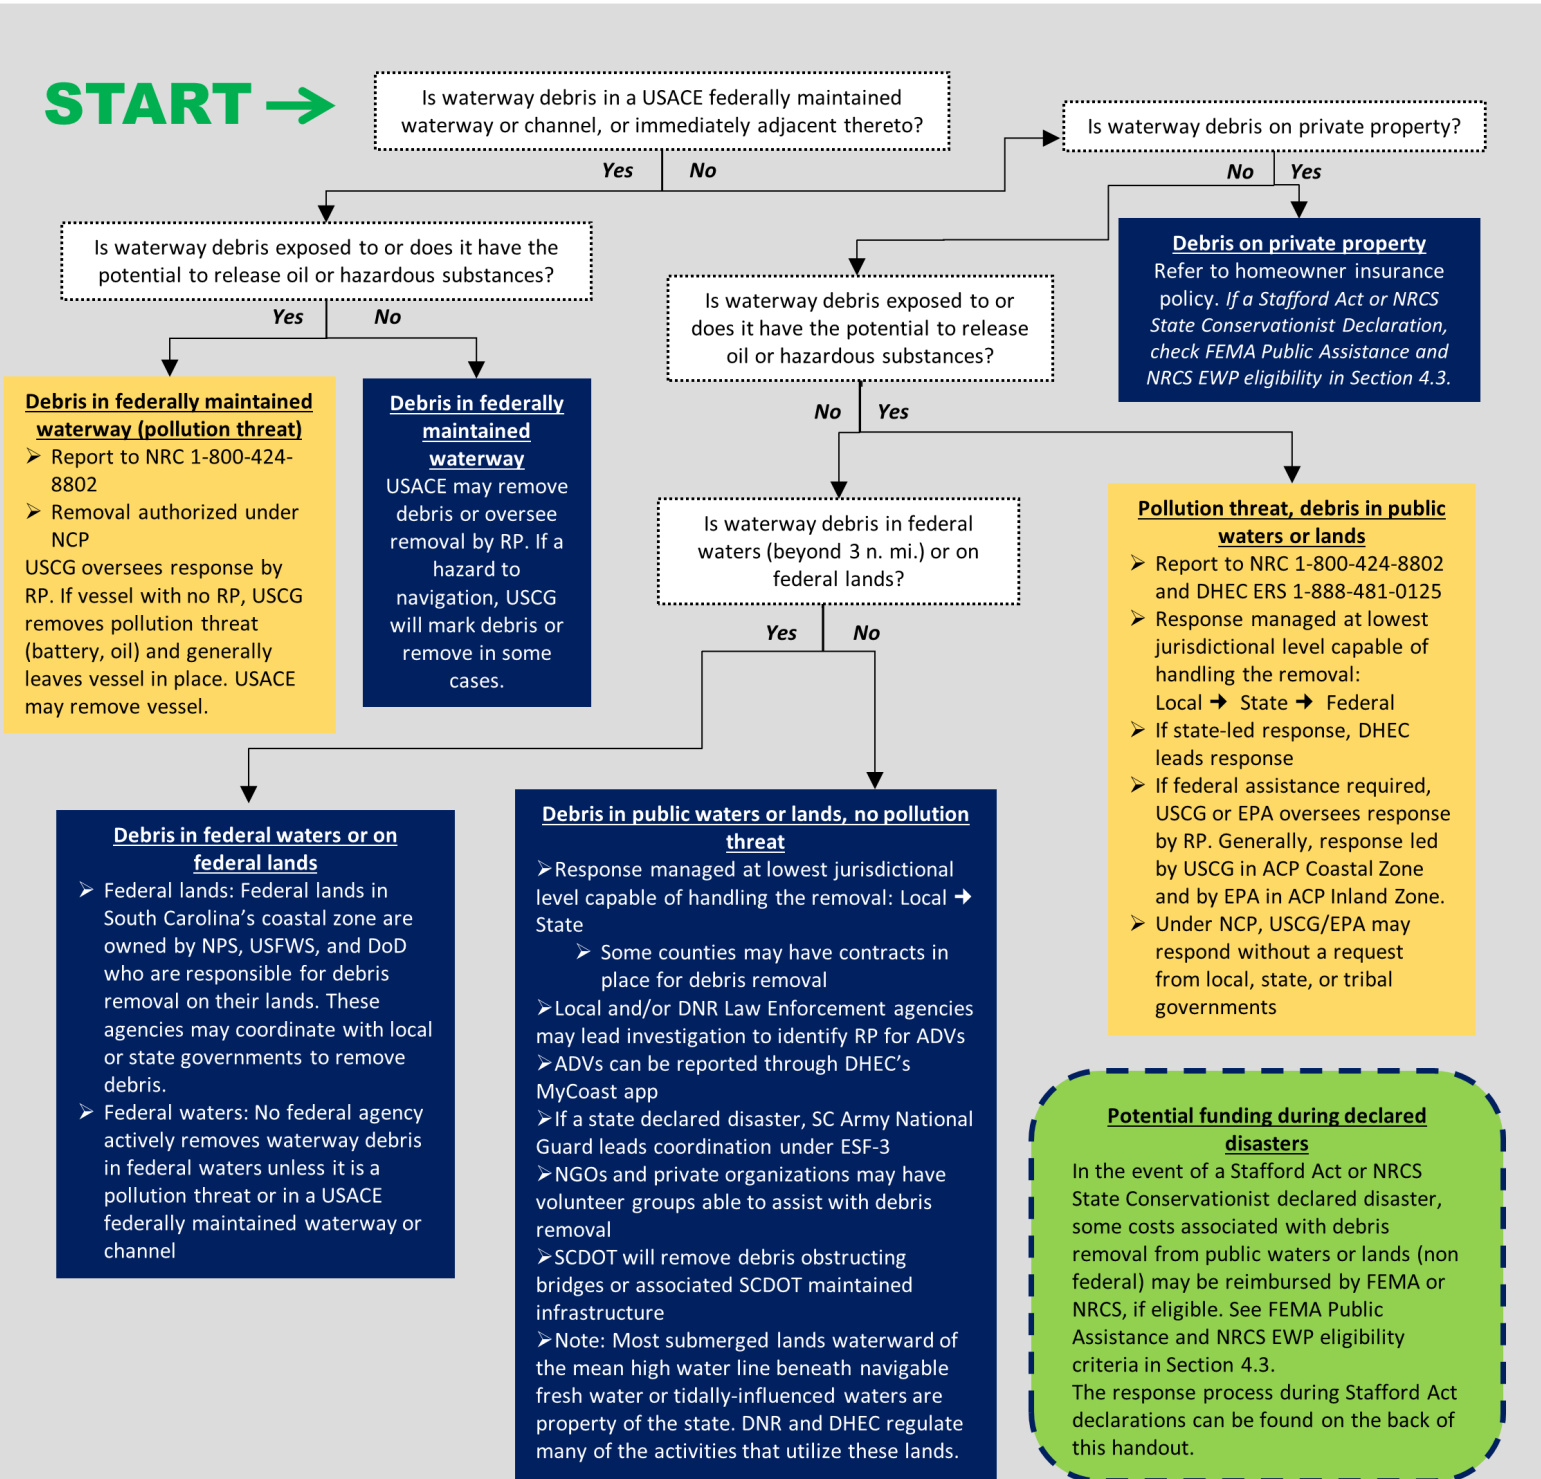 START
Is waterway debris in a USACE federally maintained
waterway or channel, or immediately adjacent thereto?
Yes No
Is waterway debris on private property?
No Yes
Debris on private property
Refer to homeowner insurance
policy. If a Stafford Act or NRCS
State Conservationist Declaration,
check FEMA Public Assistance and
NRCS EWP eligibility in Section 4.3.
Is waterway debris exposed to or does it have the
potential to release oil or hazardous substances?
Yes No
Debris in federally maintained
waterway (pollution threat)
➢ Report to NRC 1-800-424-
8802
➢ Removal authorized under
NCP
USCG oversees response by
RP. If vessel with no RP, USCG
removes pollution threat
(battery, oil) and generally
leaves vessel in place. USACE
may remove vessel.
Debris in federally
maintained
waterway
USACE may remove
debris or oversee
removal by RP. If a
hazard to
navigation, USCG
will mark debris or
remove in some
cases.
Is waterway debris exposed to or
does it have the potential to release
oil or hazardous substances?
No Yes
Is waterway debris in federal
waters (beyond 3 n. mi.) or on
federal lands?
Yes No
Pollution threat, debris in public
waters or lands
➢ Report to NRC 1-800-424-8802
and DHEC ERS 1-888-481-0125
➢ Response managed at lowest
jurisdictional level capable of
handling the removal:
Local → State → Federal
➢ If state-led response, DHEC
leads response
➢ If federal assistance required,
USCG or EPA oversees response
by RP. Generally, response led
by USCG in ACP Coastal Zone
and by EPA in ACP Inland Zone.
➢ Under NCP, USCG/EPA may
respond without a request
from local, state, or tribal
governments
Debris in federal waters or on
federal lands
➢ Federal lands: Federal lands in
South Carolina's coastal zone are
owned by NPS, USFWS, and DoD
who are responsible for debris
removal on their lands. These
agencies may coordinate with local
or state governments to remove
debris.
➢ Federal waters: No federal agency
actively removes waterway debris
in federal waters unless it is a
pollution threat or in a USACE
federally maintained waterway or
channel
Debris in public waters or lands, no pollution
threat
➢Response managed at lowest jurisdictional
level capable of handling the removal: Local →
State
➢ Some counties may have contracts in
place for debris removal
➢Local and/or DNR Law Enforcement agencies
may lead investigation to identify RP for ADVs
➢ADVs can be reported through DHEC's
MyCoast app
➢If a state declared disaster, SC Army National
Guard leads coordination under ESF-3
➢NGOs and private organizations may have
volunteer groups able to assist with debris
removal
➢SCDOT will remove debris obstructing
bridges or associated SCDOT maintained
infrastructure
➢Note: Most submerged lands waterward of
the mean high water line beneath navigable
fresh water or tidally-influenced waters are
property of the state. DNR and DHEC regulate
many of the activities that utilize these lands.
Potential funding during declared
disasters
In the event of a Stafford Act or NRCS
State Conservationist declared disaster,
some costs associated with debris
removal from public waters or lands (non
federal) may be reimbursed by FEMA or
NRCS, if eligible. See FEMA Public
Assistance and NRCS EWP eligibility
criteria in Section 4.3.
The response process during Stafford Act
declarations can be found on the back of
this handout.